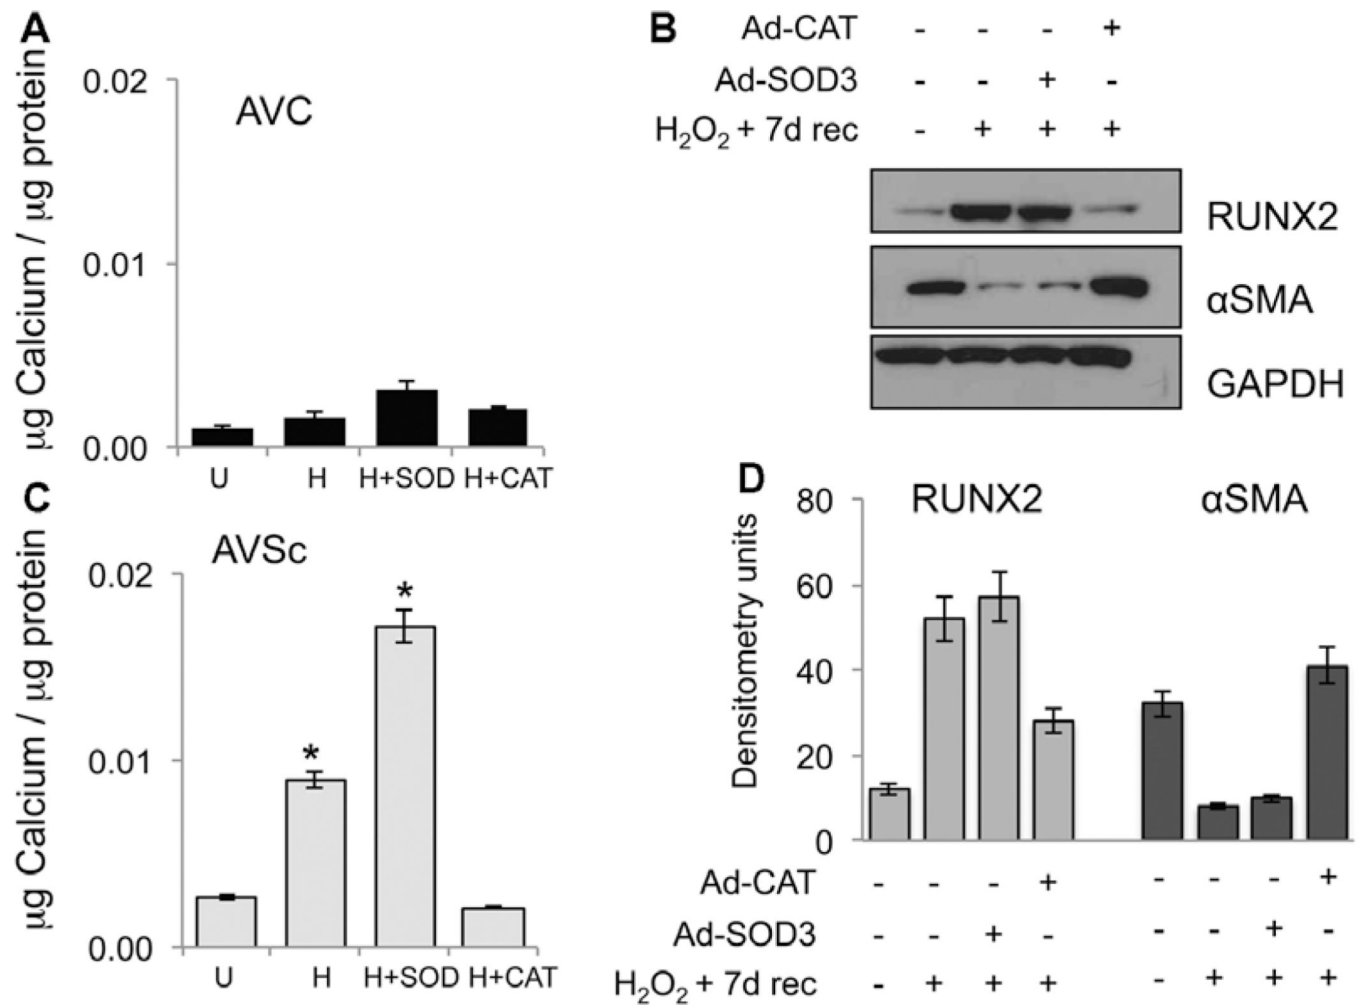 A
μg Calcium / μg protein
0.02
0.01
0.00
AVC
U H H+SOD H+CAT
B
Ad-CAT - - - +
Ad-SOD3 - - + -
H₂O₂ + 7d rec - + + +
RUNX2
αSMA
GAPDH
C
μg Calcium / μg protein
0.02
0.01
0.00
AVSc
* *
U H H+SOD H+CAT
D
Densitometry units
80
60
40
20
0
RUNX2 αSMA
Ad-CAT - - - + - - - +
Ad-SOD3 - - + - - - + -
H₂O₂ + 7d rec - + + + - + + +